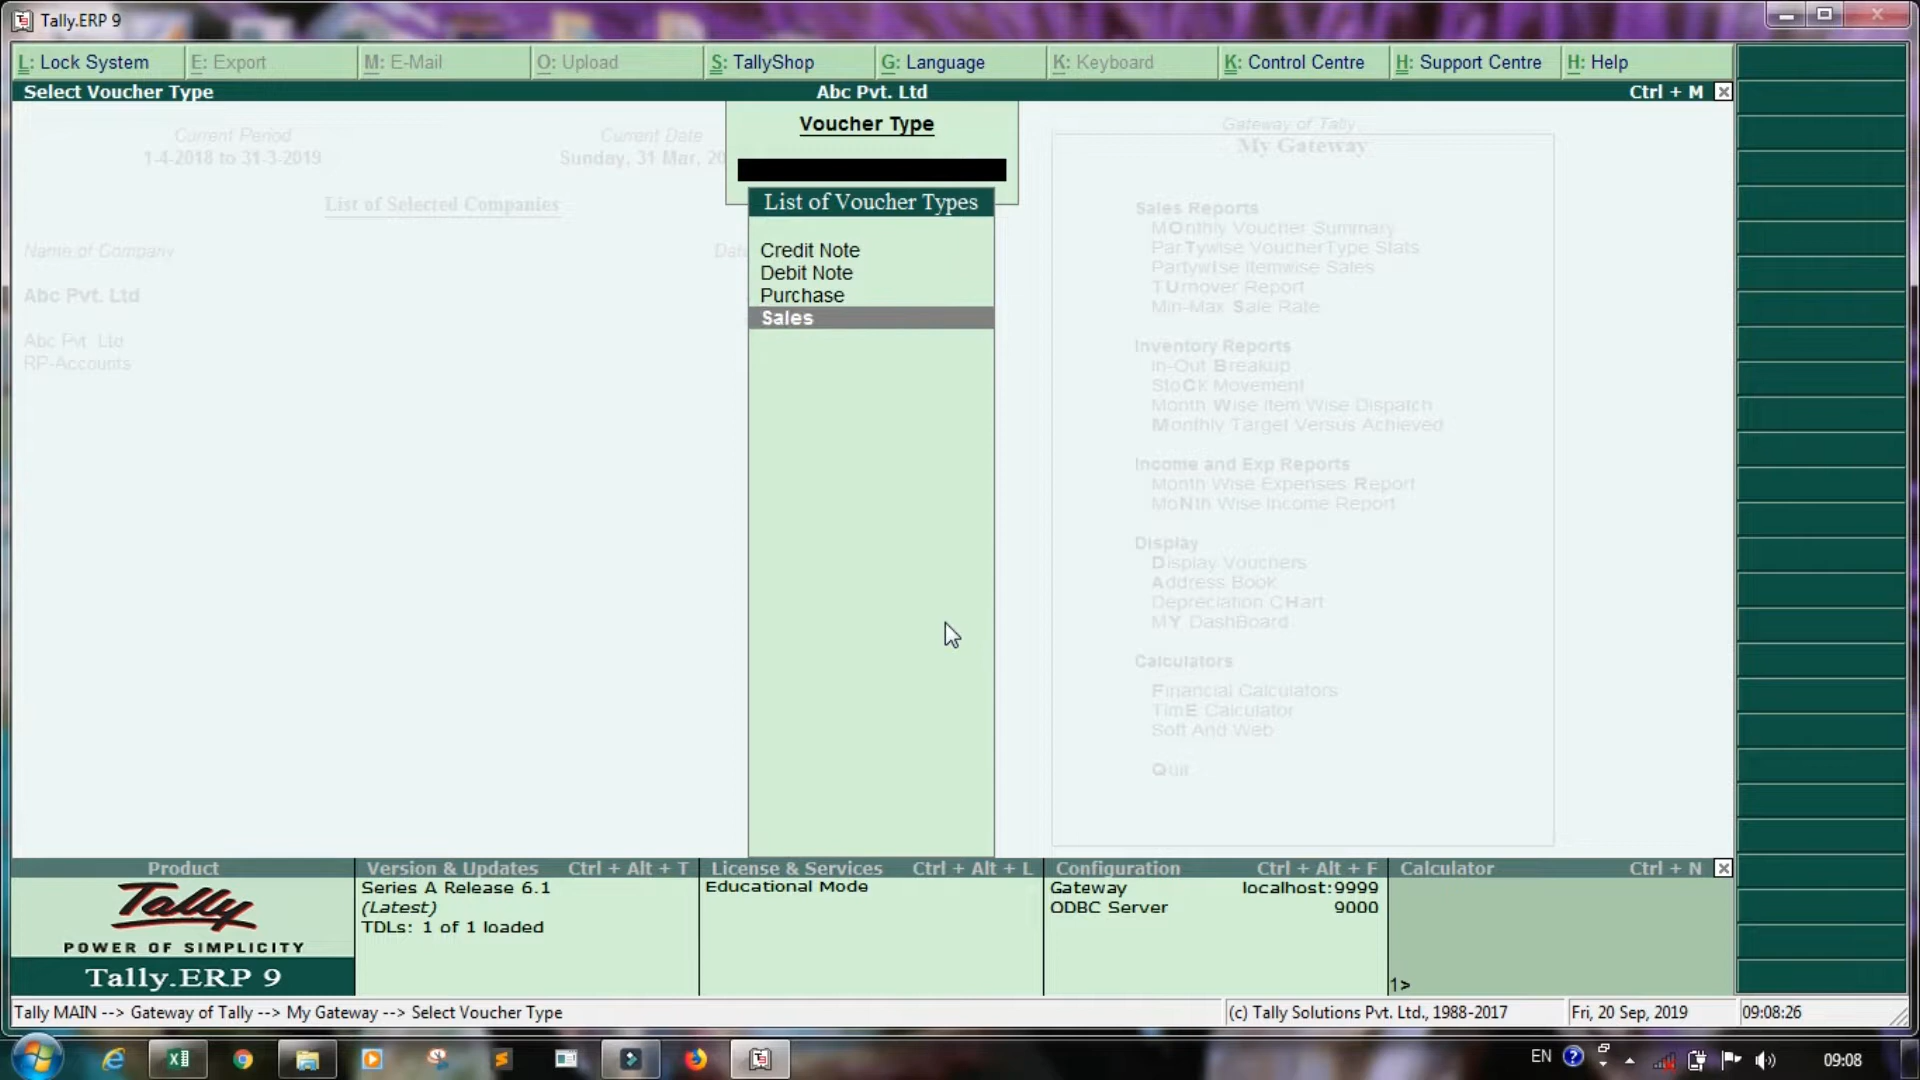 Tally.ERP 9
L: Lock System
E: Export
M: E-Mail
O: Upload
S: TallyShop
G: Language
K: Keyboard
K: Control Centre
H: Support Centre
H: Help
Select Voucher Type
Abc Pvt. Ltd
Ctrl + M
Current Period
1-4-2018 to 31-3-2019
Current Date
Sunday, 31 Mar, 20
List of Selected Companies
Name of Company
Abc Pvt. Ltd
Abc Pvt. Ltd
RP-Accounts
Voucher Type
List of Voucher Types
Credit Note
Debit Note
Purchase
Sales
Gateway of Tally
My Gateway
Sales Reports
MOnthly Voucher Summary
ParTywise VoucherType Stats
PartywIse Itemwise Sales
TUrnover Report
Min-Max Sale Rate
Inventory Reports
In-Out Breakup
StoCk Movement
Month Wise Item Wise Dispatch
Monthly Target Versus Achieved
Income and Exp Reports
Month Wise Expenses Report
MoNth Wise Income Report
Display
Display Vouchers
Address Book
Depreciation CHart
MY DashBoard
Calculators
Financial Calculators
TimE Calculator
Soft And Web
Quit
Product
Tally
POWER OF SIMPLICITY
Tally.ERP 9
Version & Updates Ctrl + Alt + T
Series A Release 6.1
(Latest)
TDLs: 1 of 1 loaded
License & Services Ctrl + Alt + L
Educational Mode
Configuration Ctrl + Alt + F
Gateway localhost:9999
ODBC Server 9000
Calculator Ctrl + N
1>
Tally MAIN --> Gateway of Tally --> My Gateway --> Select Voucher Type
(c) Tally Solutions Pvt. Ltd., 1988-2017
Fri, 20 Sep, 2019
09:08:26
EN
09:08